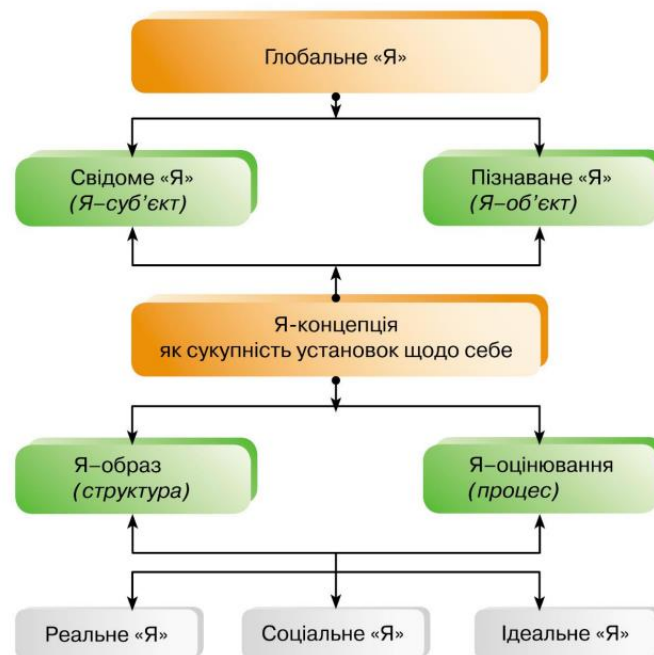 Глобальне «Я»
Свідоме «Я»
(Я–суб’єкт)
Пізнаване «Я»
(Я–об’єкт)
Я-концепція
як сукупність установок щодо себе
Я–образ
(структура)
Я–оцінювання
(процес)
Реальне «Я»
Соціальне «Я»
Ідеальне «Я»